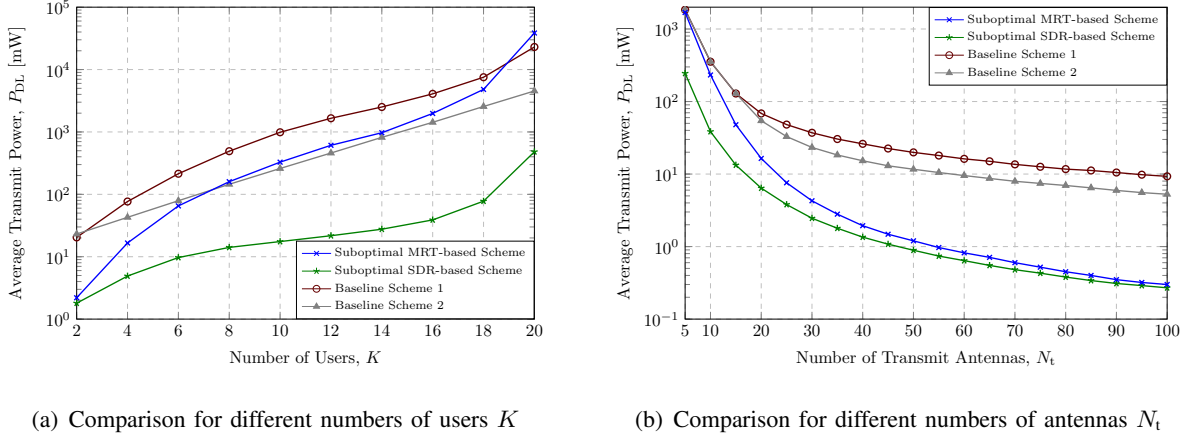 10^5
10^4
10^3
10^2
10^1
10^0
Average Transmit Power, P_DL [mW]
2 4 6 8 10 12 14 16 18 20
Number of Users, K
Suboptimal MRT-based Scheme
Suboptimal SDR-based Scheme
Baseline Scheme 1
Baseline Scheme 2
(a) Comparison for different numbers of users K
10^3
10^2
10^1
10^0
10^−1
Average Transmit Power, P_DL [mW]
5 10 20 30 40 50 60 70 80 90 100
Number of Transmit Antennas, N_t
Suboptimal MRT-based Scheme
Suboptimal SDR-based Scheme
Baseline Scheme 1
Baseline Scheme 2
(b) Comparison for different numbers of antennas N_t